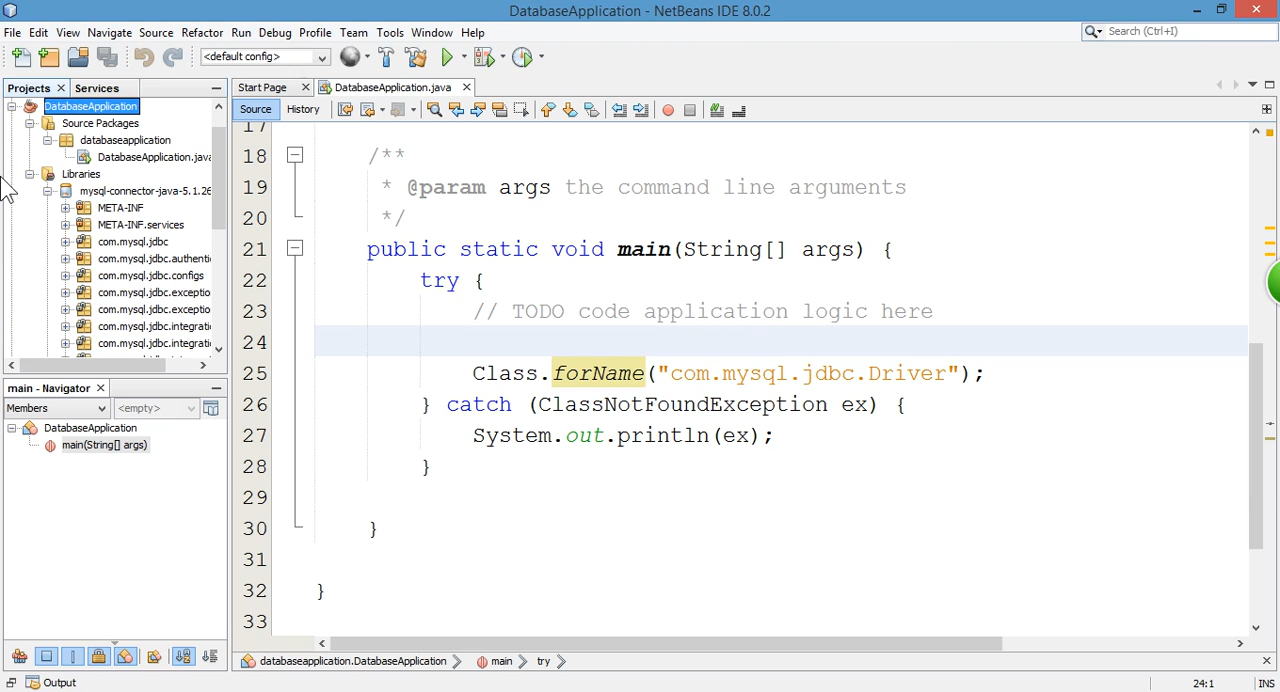 DatabaseApplication - NetBeans IDE 8.0.2
File Edit View Navigate Source Refactor Run Debug Profile Team Tools Window Help
Search (Ctrl+I)
<default config>
Projects Services
Start Page DatabaseApplication.java
Source History
DatabaseApplication
Source Packages
databaseapplication
DatabaseApplication.java
Libraries
mysql-connector-java-5.1.26
META-INF
META-INF.services
com.mysql.jdbc
com.mysql.jdbc.authenti
com.mysql.jdbc.configs
com.mysql.jdbc.exceptio
com.mysql.jdbc.exceptio
com.mysql.jdbc.integrati
com.mysql.jdbc.integrati
main - Navigator
Members <empty>
DatabaseApplication
main(String[] args)
17
18 /**
19 * @param args the command line arguments
20 */
21 public static void main(String[] args) {
22 try {
23 // TODO code application logic here
24
25 Class.forName("com.mysql.jdbc.Driver");
26 } catch (ClassNotFoundException ex) {
27 System.out.println(ex);
28 }
29
30 }
31
32 }
33
databaseapplication.DatabaseApplication main try
Output
24:1 INS